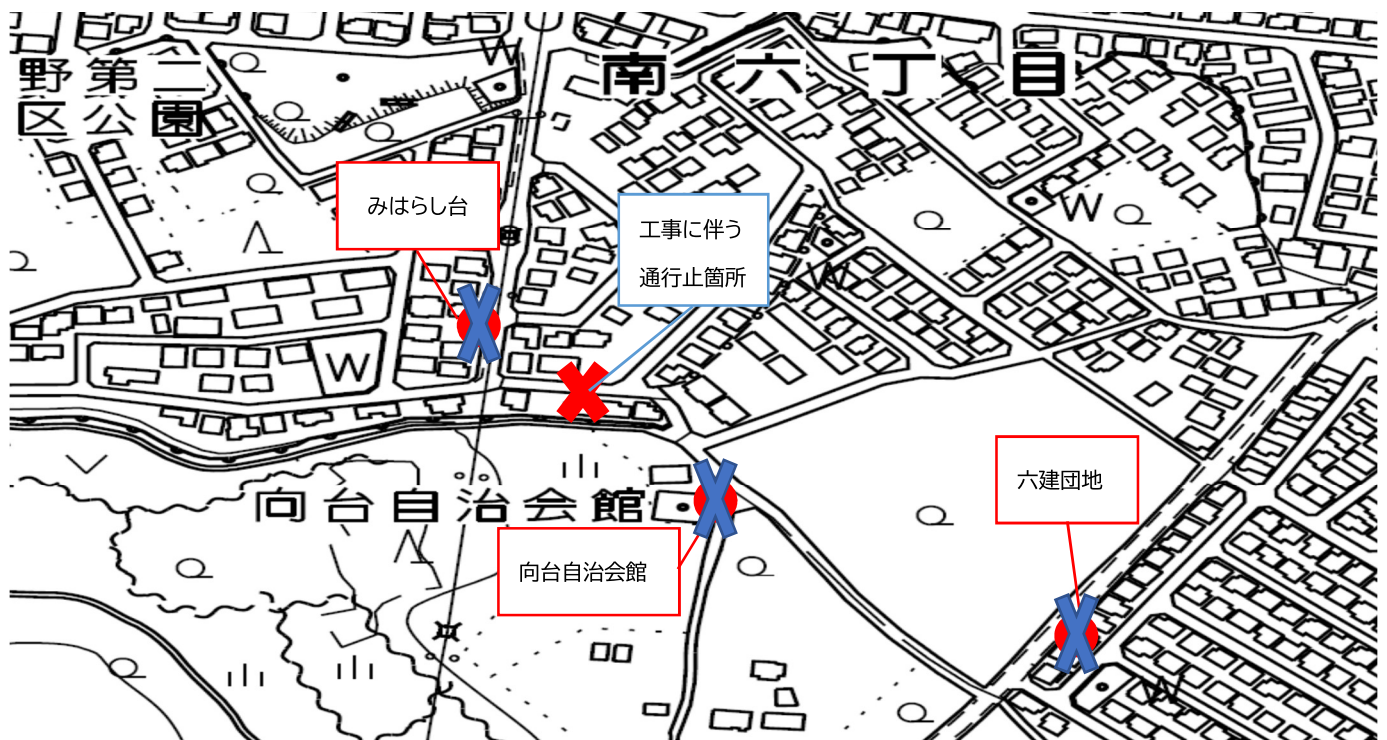 南六丁目
野第二
区公園
みはらし台
工事に伴う
通行止箇所
W
W
W
W
六建団地
向台自治会館
向台自治会館
W